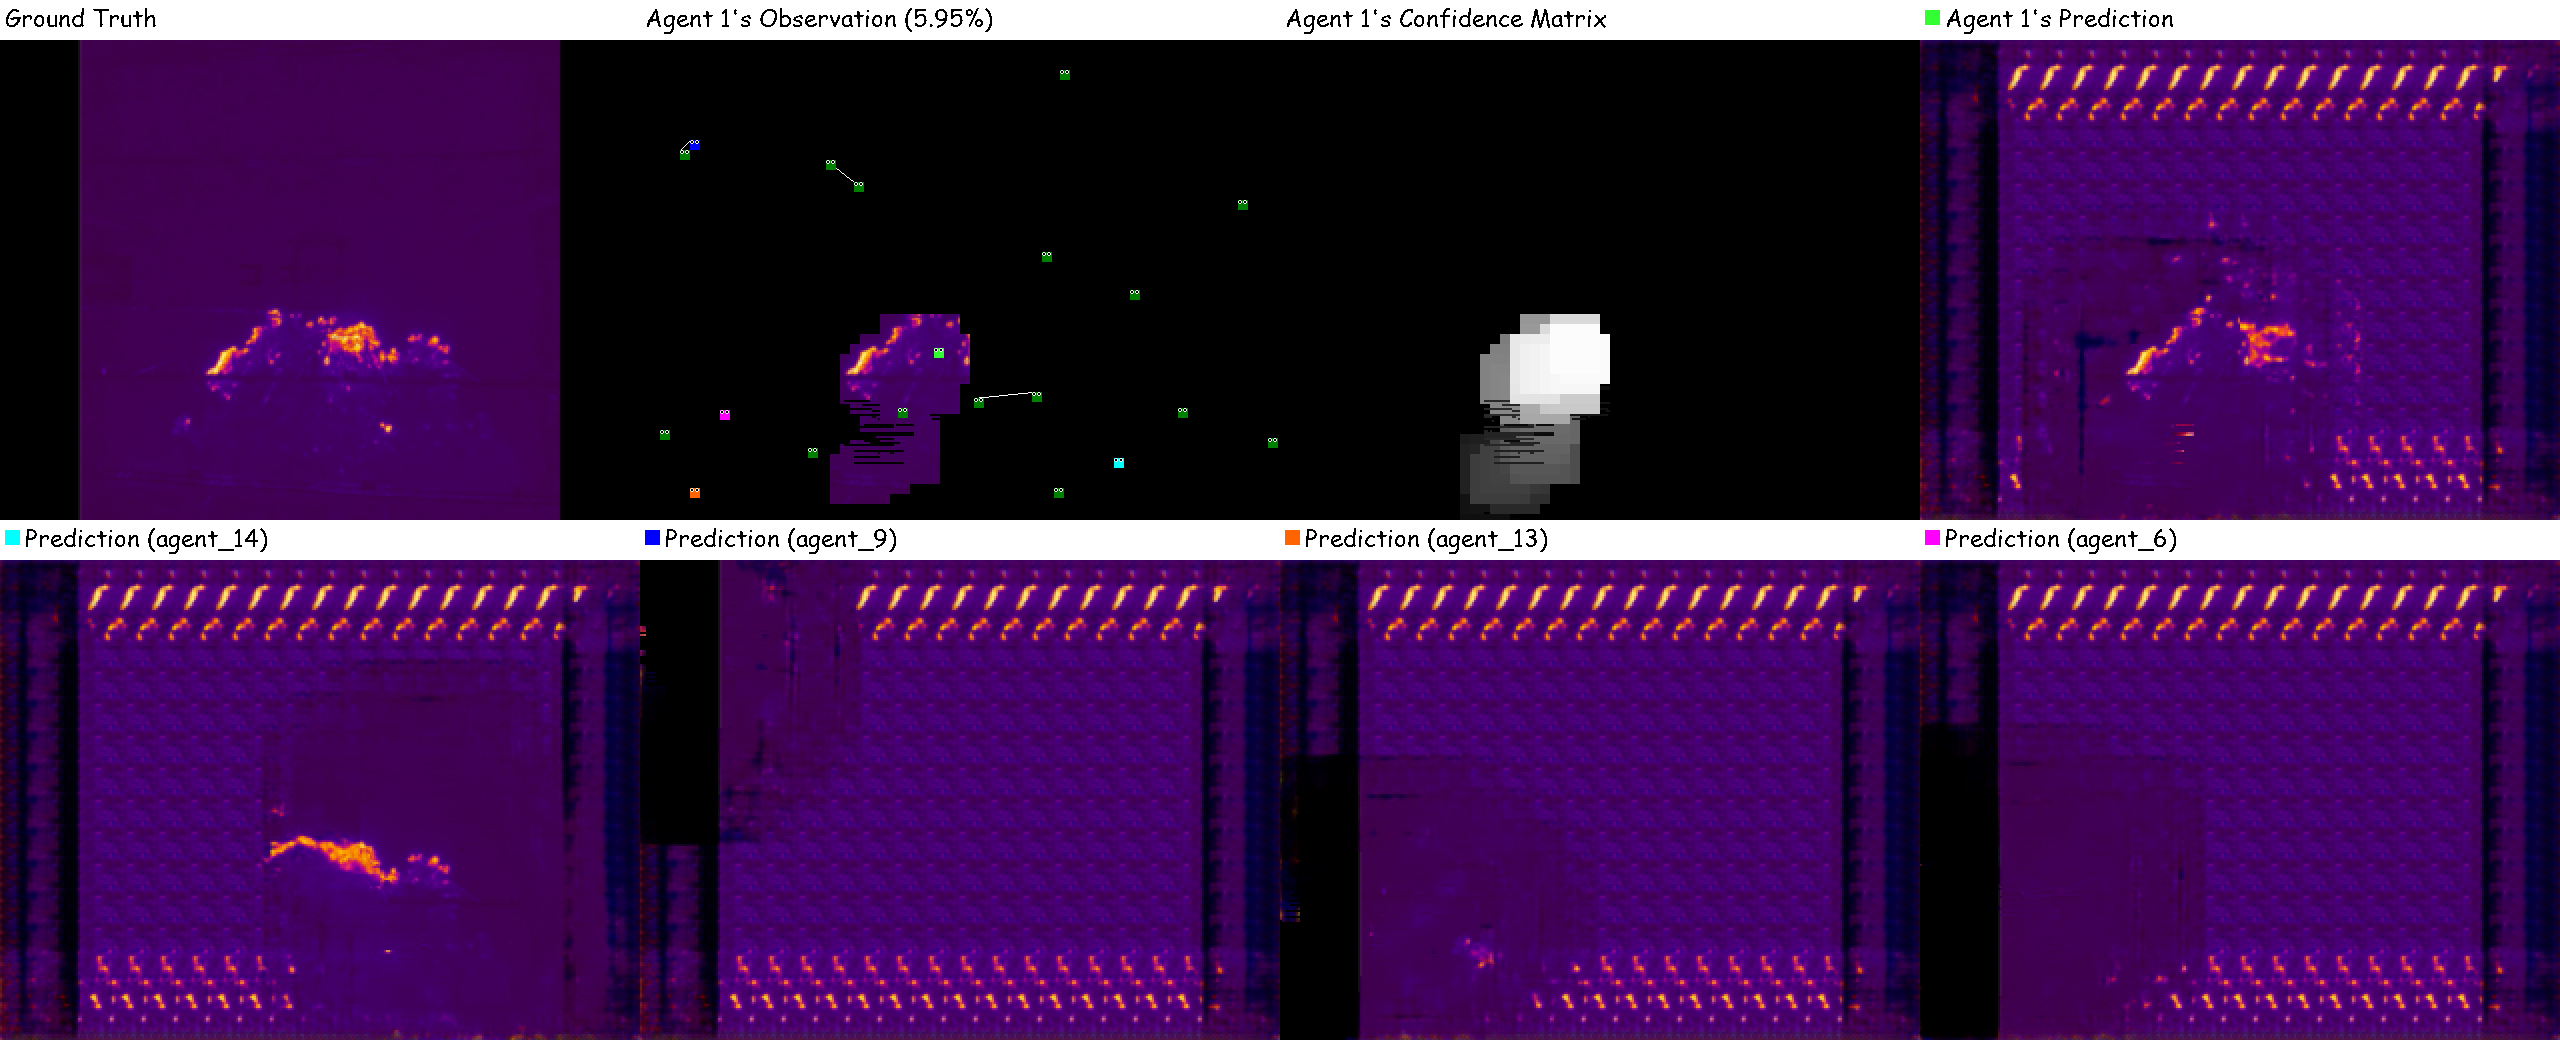 Ground Truth
Agent 1's Observation (5.95%)
Agent 1's Confidence Matrix
Agent 1's Prediction
Prediction (agent_14)
Prediction (agent_9)
Prediction (agent_13)
Prediction (agent_6)